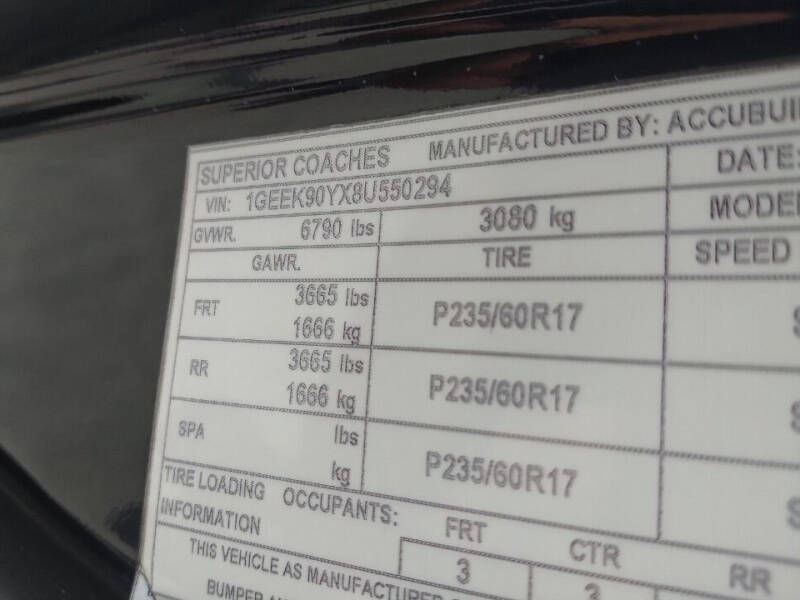 SUPERIOR COACHES MANUFACTURED BY: ACCUBUI
VIN: 1GEEK90YX8U550294 DATE:
GVWR. 6790 lbs 3080 kg MODEL
GAWR. TIRE SPEED
FRT 3665 lbs P235/60R17 S
1666 kg
RR 3665 lbs P235/60R17 S
1666 kg
SPA lbs P235/60R17 S
kg
TIRE LOADING OCCUPANTS: FRT CTR RR
INFORMATION 3 3
THIS VEHICLE AS MANUFACTURED
BUMPER